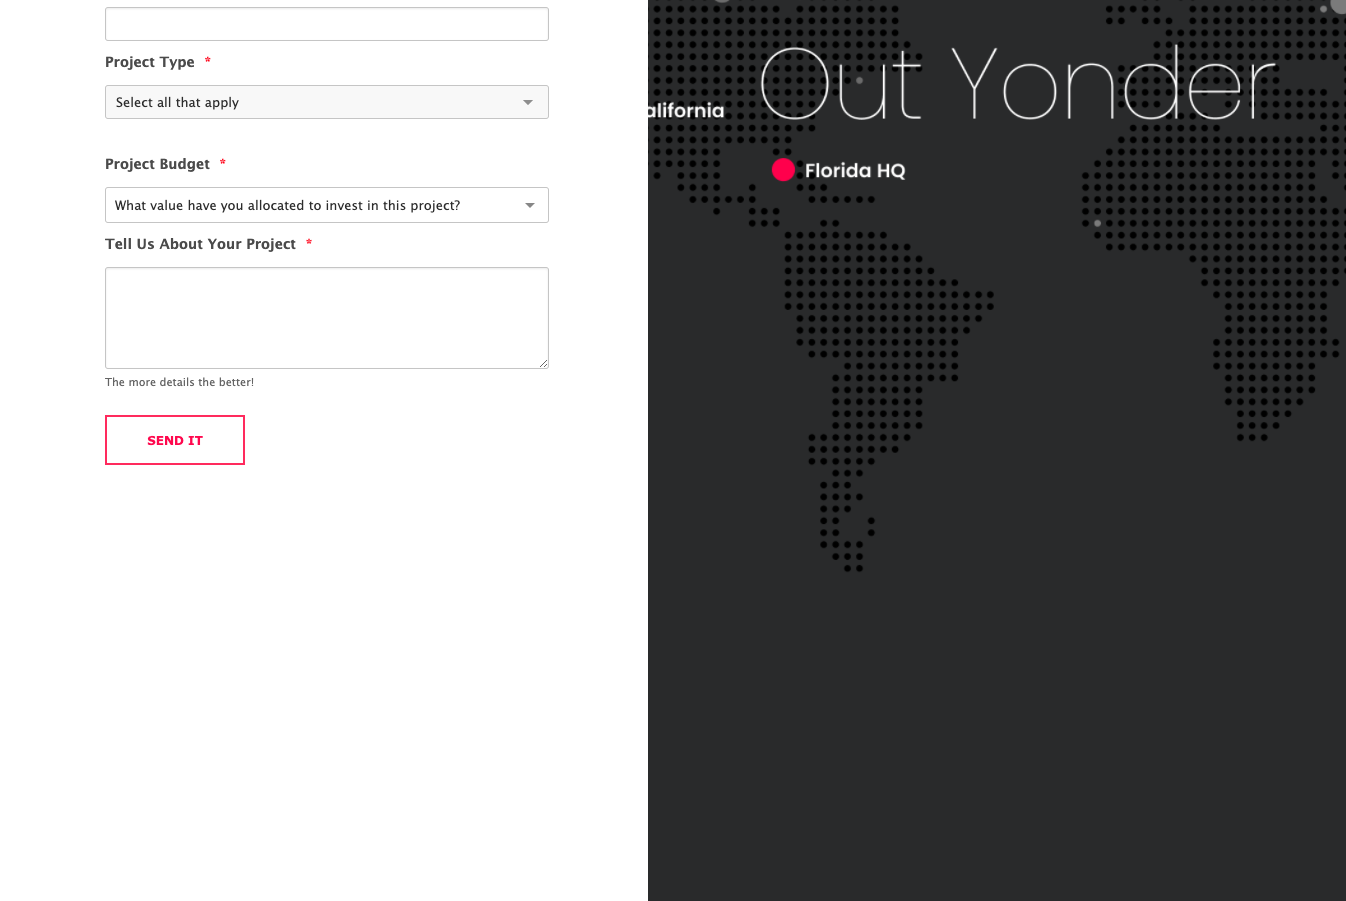 Project Type *
Select all that apply
Project Budget *
What value have you allocated to invest in this project?
Tell Us About Your Project *
The more details the better!
SEND IT
Out Yonder
alifornia
Florida HQ